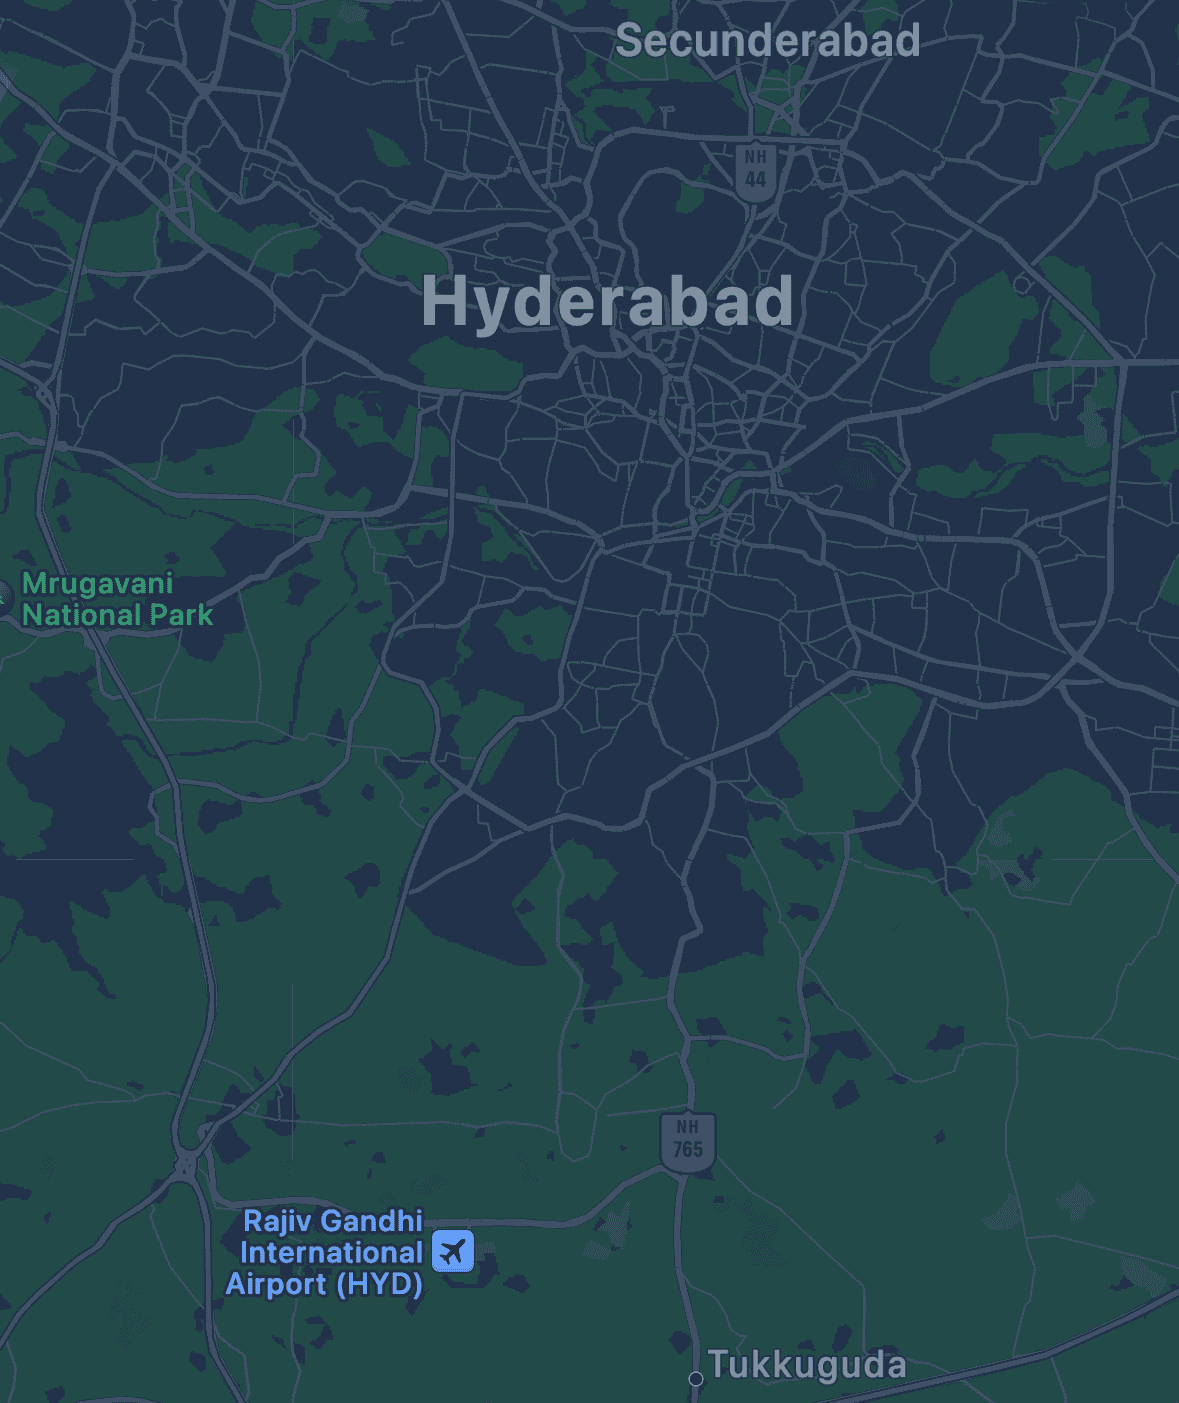 Secunderabad
NH
44
Hyderabad
Mrugavani
National Park
NH
765
Rajiv Gandhi
International
Airport (HYD)
Tukkuguda